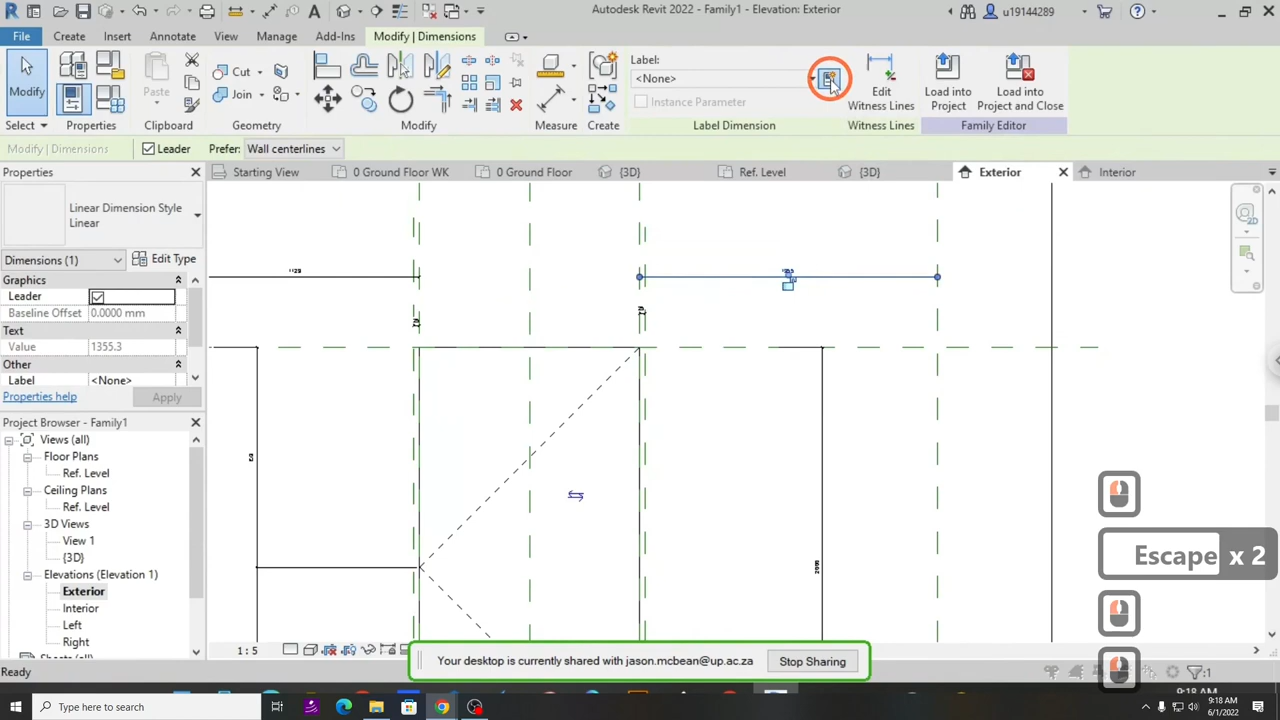 Autodesk Revit 2022 - Family1 - Elevation: Exterior
u19144289
File Create Insert Annotate View Manage Add-Ins Modify | Dimensions
Modify
Paste
Cut
Join
Label:
<None>
Instance Parameter
Edit Witness Lines
Load into Project
Load into Project and Close
Select Properties Clipboard Geometry Modify Measure Create Label Dimension Witness Lines Family Editor
Modify | Dimensions Leader Prefer: Wall centerlines
Properties
Starting View 0 Ground Floor WK 0 Ground Floor {3D} Ref. Level {3D} Exterior Interior
Linear Dimension Style
Linear
Dimensions (1) Edit Type
Graphics
Leader
Baseline Offset 0.0000 mm
Text
Value 1355.3
Other
Label <None>
Properties help Apply
Project Browser - Family1
Views (all)
Floor Plans
Ref. Level
Ceiling Plans
Ref. Level
3D Views
View 1
{3D}
Elevations (Elevation 1)
Exterior
Interior
Left
Right
1 : 5
Escape x 2
Your desktop is currently shared with jason.mcbean@up.ac.za Stop Sharing
Ready
:1
Type here to search
9:18 AM
6/1/2022